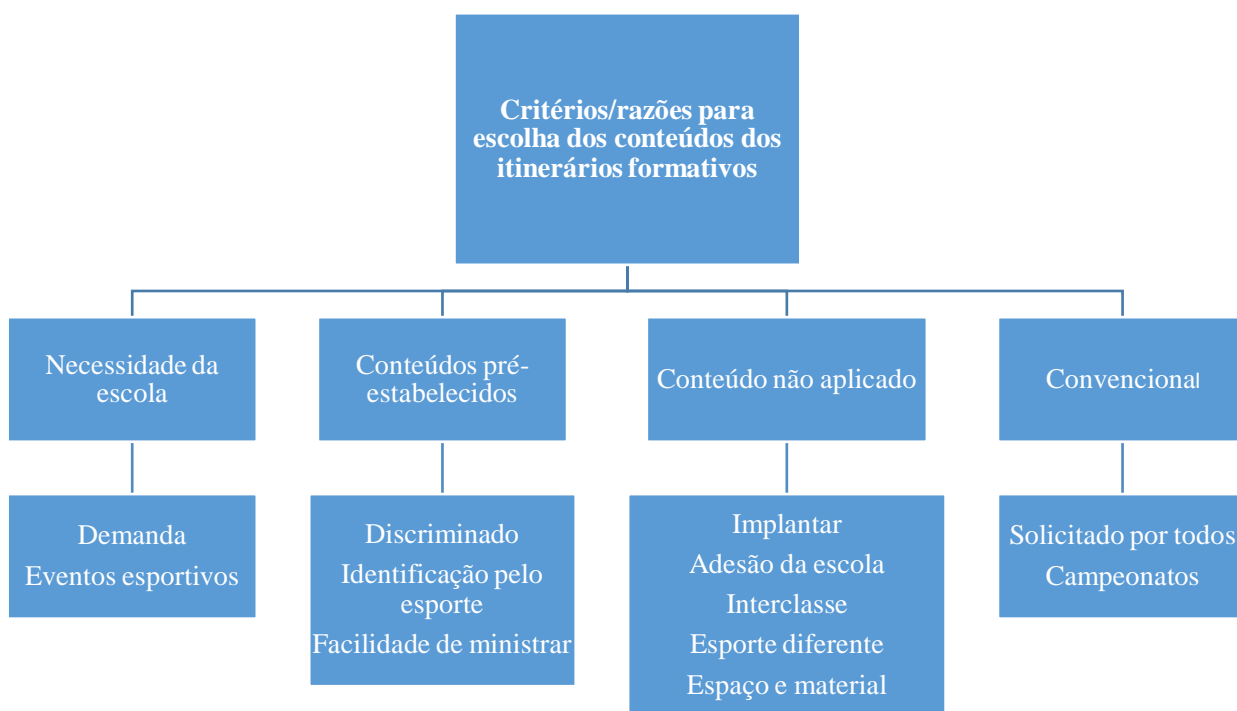 Critérios/razões para
escolha dos conteúdos dos
itinerários formativos
Necessidade da
escola
Conteúdos pré-
estabelecidos
Conteúdo não aplicado
Convencional
Demanda
Eventos esportivos
Discriminado
Identificação pelo
esporte
Facilidade de ministrar
Implantar
Adesão da escola
Interclasse
Esporte diferente
Espaço e material
Solicitado por todos
Campeonatos